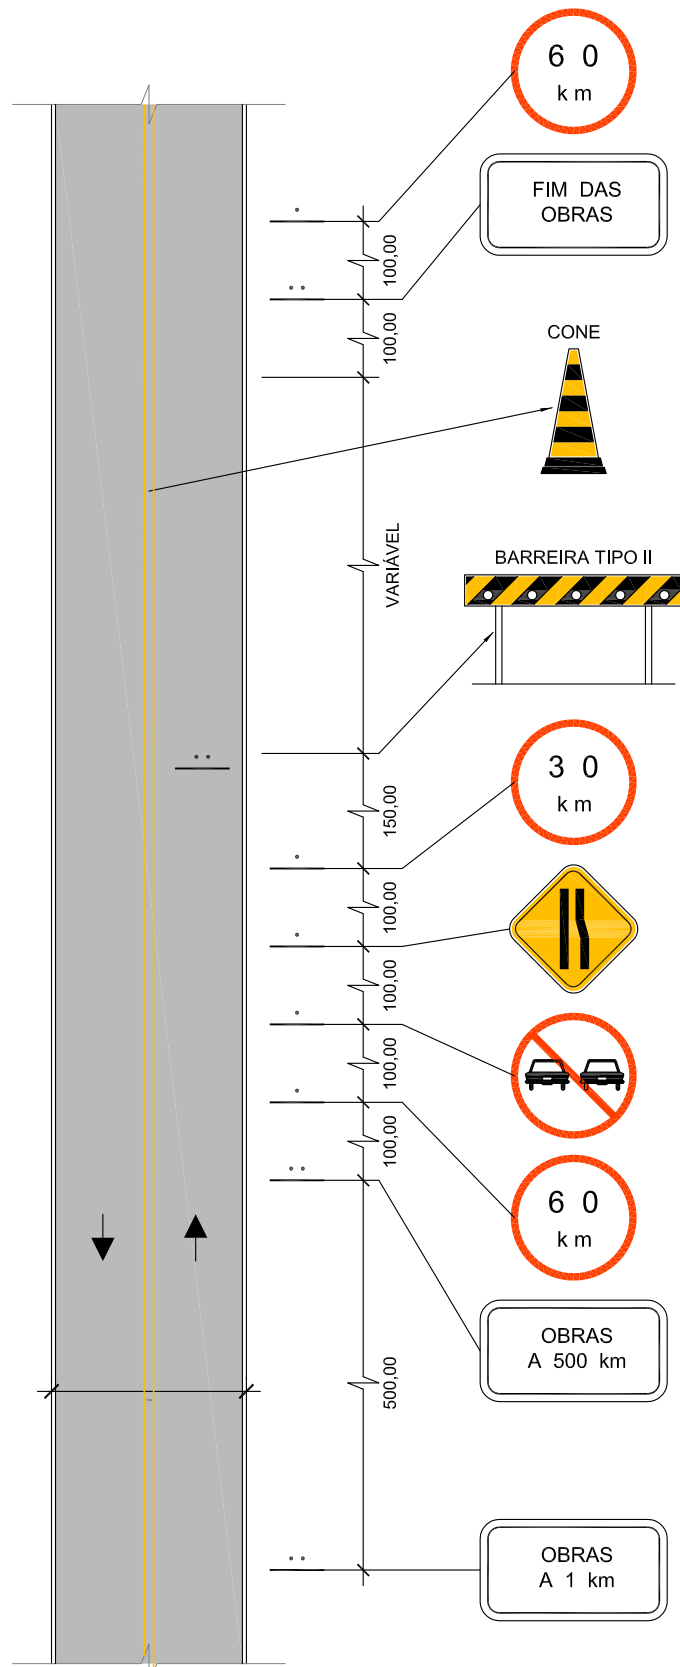 6 0
km
FIM DAS
OBRAS
100,00
100,00
CONE
VARIÁVEL
BARREIRA TIPO II
3 0
km
150,00
100,00
100,00
100,00
100,00
6 0
km
OBRAS
A 500 km
500,00
OBRAS
A 1 km